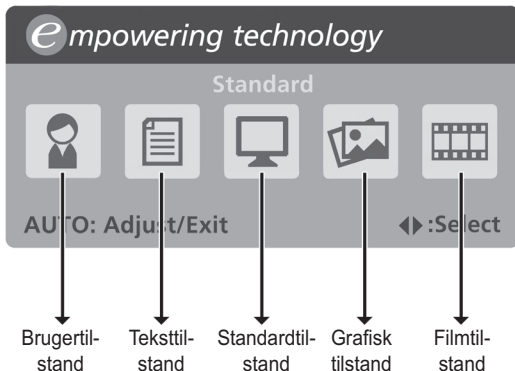 empowering technology
Standard
AUTO: Adjust/Exit ◀▶:Select
Brugertil-
stand
Teksttil-
stand
Standardtil-
stand
Grafisk
tilstand
Filmtil-
stand